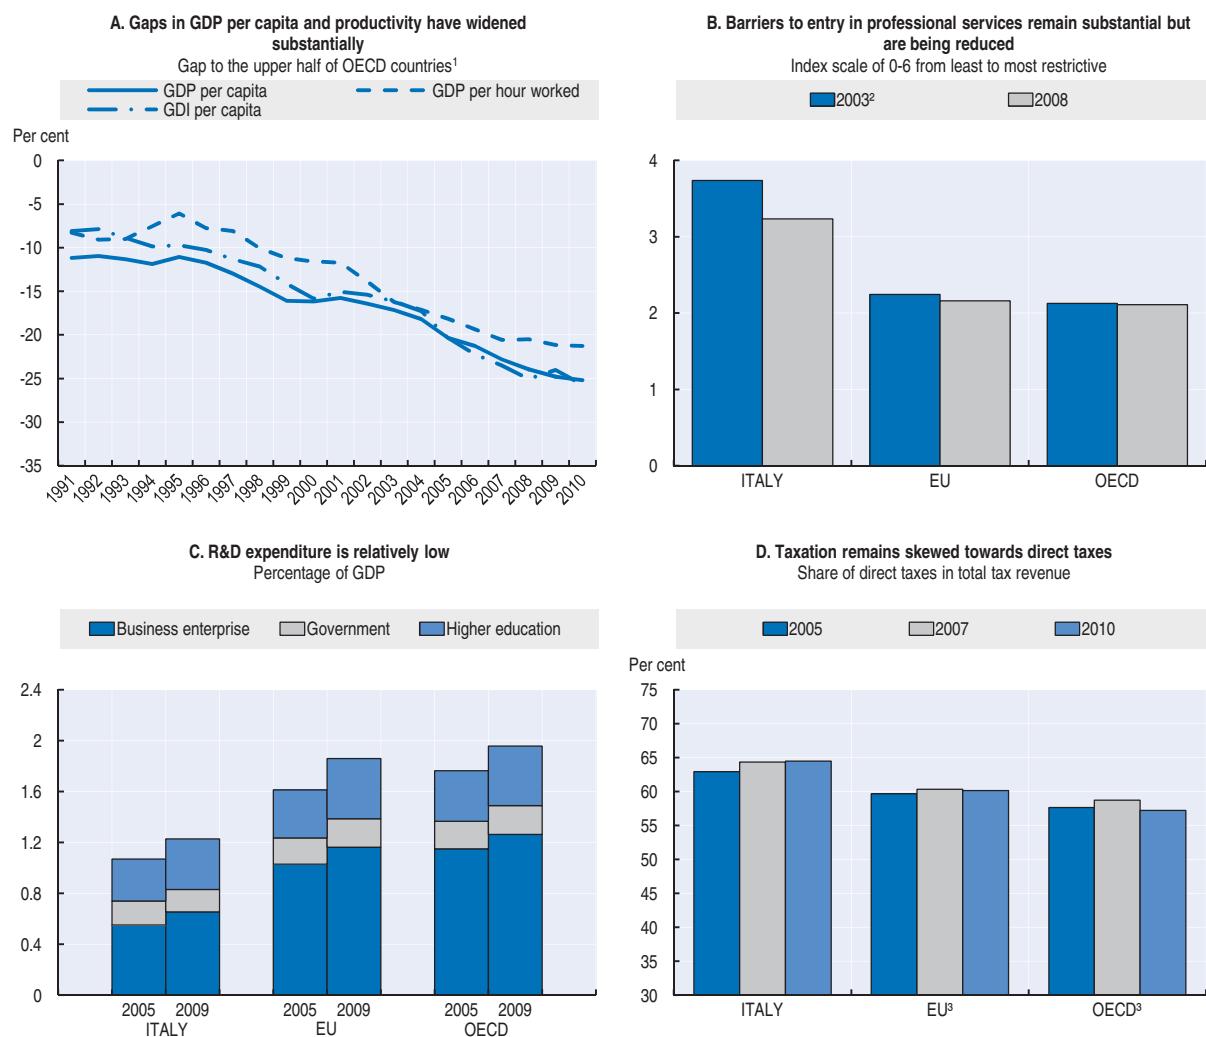 A. Gaps in GDP per capita and productivity have widened
substantially
Gap to the upper half of OECD countries¹
GDP per capita
GDP per hour worked
GDI per capita
Per cent
0
-5
-10
-15
-20
-25
-30
-35
1991 1992 1993 1994 1995 1996 1997 1998 1999 2000 2001 2002 2003 2004 2005 2006 2007 2008 2009 2010
B. Barriers to entry in professional services remain substantial but
are being reduced
Index scale of 0-6 from least to most restrictive
2003² 2008
4
3
2
1
0
ITALY EU OECD
C. R&D expenditure is relatively low
Percentage of GDP
Business enterprise Government Higher education
2.4
2
1.6
1.2
0.8
0.4
0
2005 2009 2005 2009 2005 2009
ITALY EU OECD
D. Taxation remains skewed towards direct taxes
Share of direct taxes in total tax revenue
2005 2007 2010
Per cent
75
70
65
60
55
50
45
40
35
30
ITALY EU³ OECD³